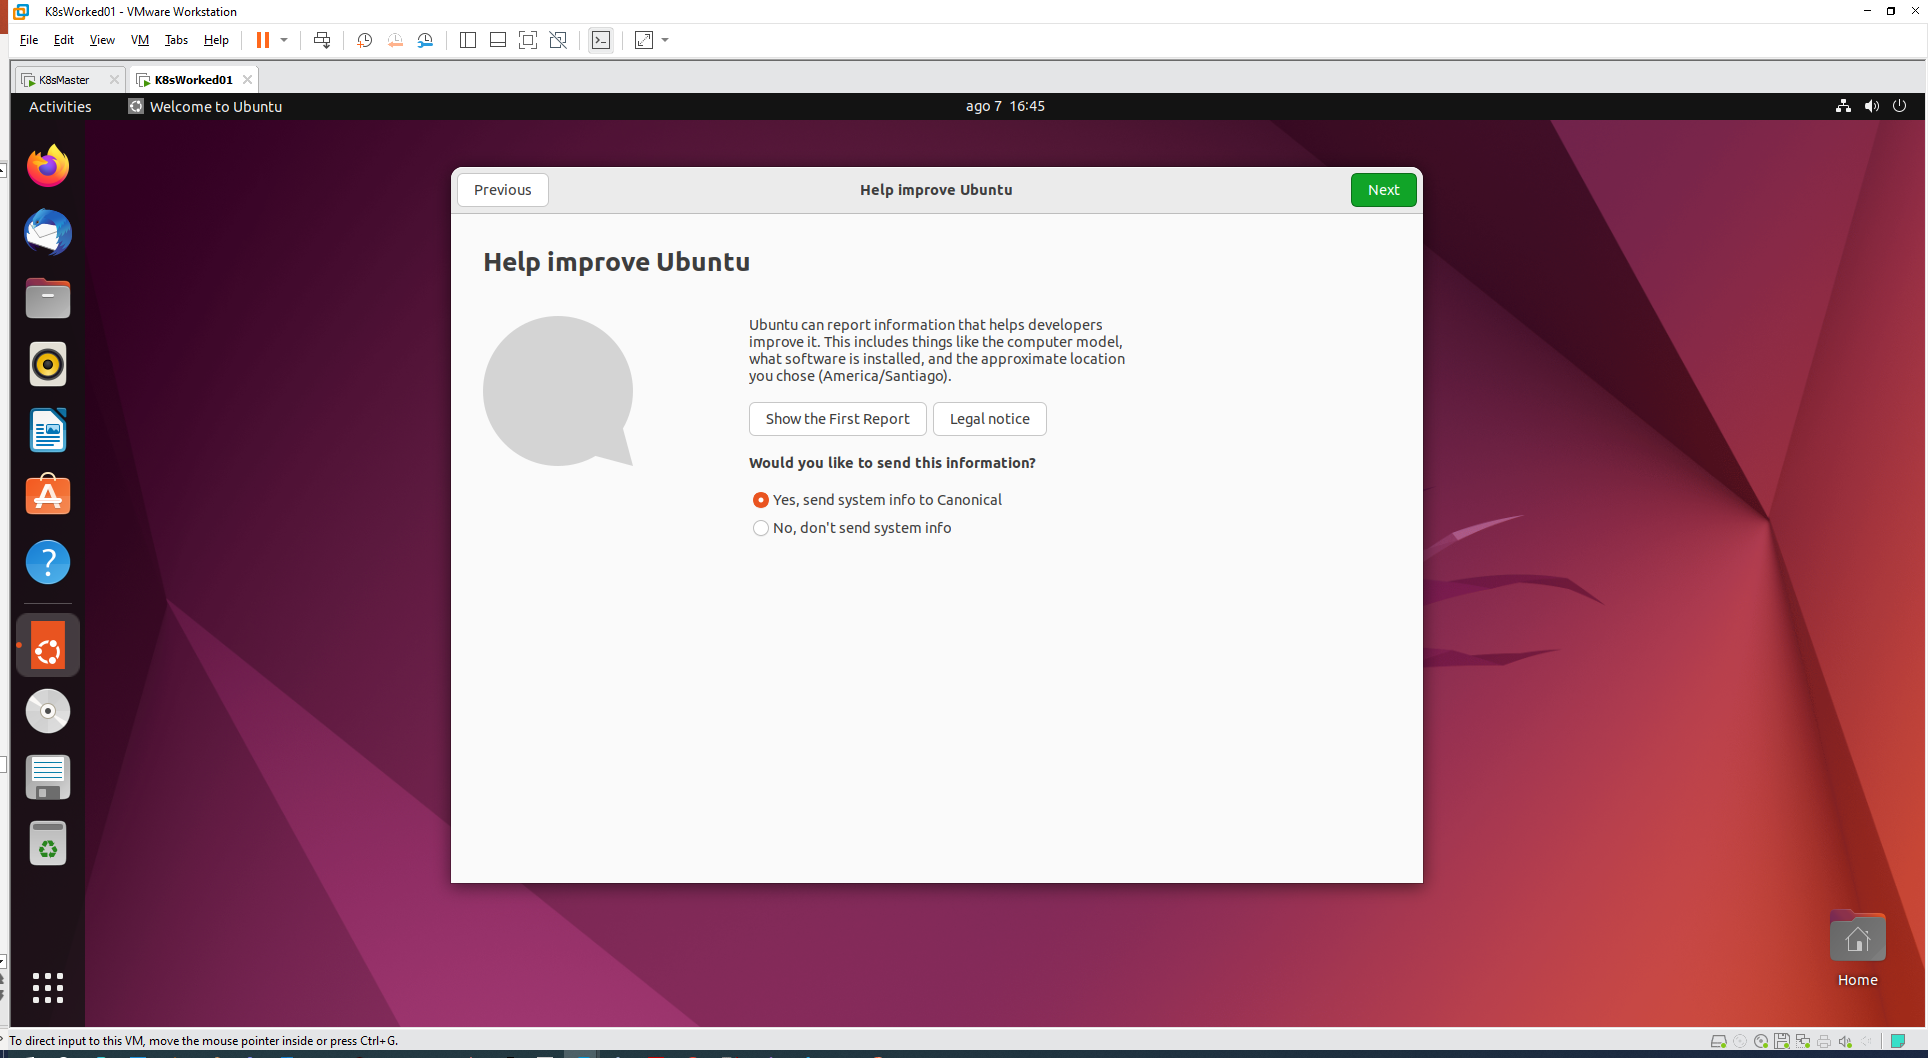 K8sWorked01 - VMware Workstation
File Edit View VM Tabs Help
K8sMaster K8sWorked01
Activities Welcome to Ubuntu ago 7 16:45
Previous Help improve Ubuntu Next
Help improve Ubuntu
Ubuntu can report information that helps developers
improve it. This includes things like the computer model,
what software is installed, and the approximate location
you chose (America/Santiago).
Show the First Report Legal notice
Would you like to send this information?
Yes, send system info to Canonical
No, don't send system info
Home
To direct input to this VM, move the mouse pointer inside or press Ctrl+G.